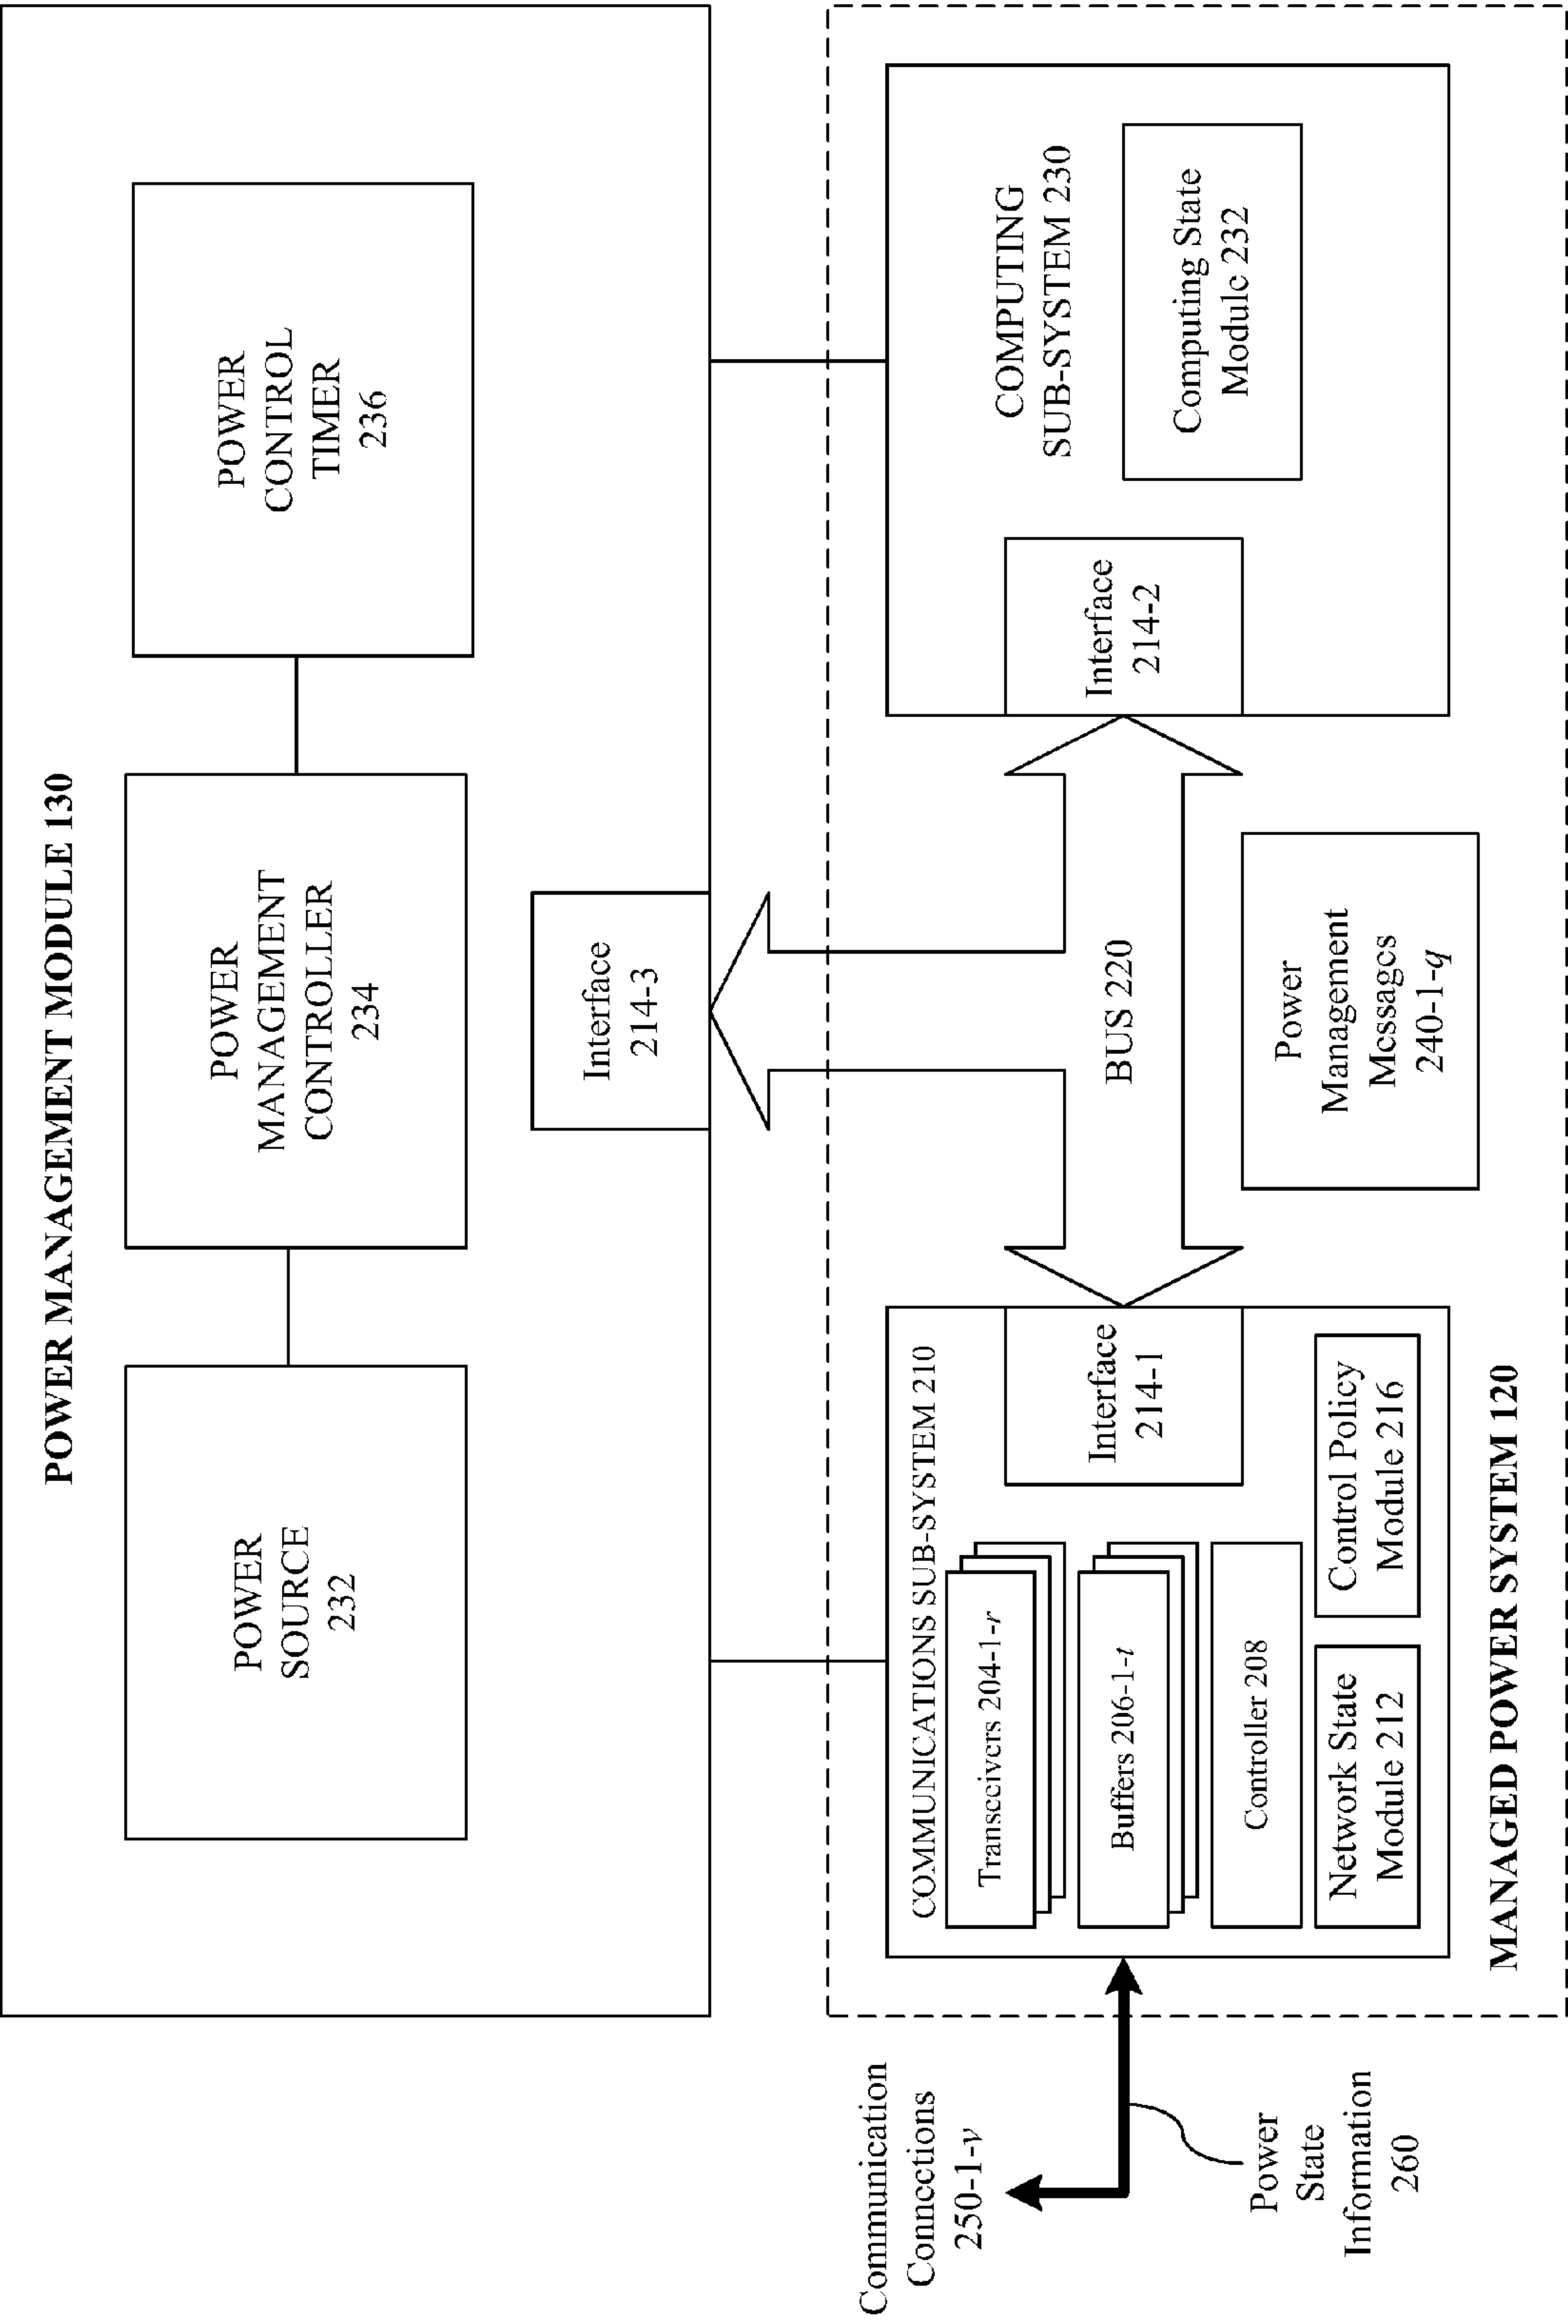 POWER MANAGEMENT MODULE 130
POWER
SOURCE
232
POWER
MANAGEMENT
CONTROLLER
234
POWER
CONTROL
TIMER
236
Interface
214-3
COMMUNICATIONS SUB-SYSTEM 210
Transceivers 204-1-r
Buffers 206-1-t
Controller 208
Network State
Module 212
Control Policy
Module 216
Interface
214-1
BUS 220
Interface
214-2
COMPUTING
SUB-SYSTEM 230
Computing State
Module 232
Power
Management
Messages
240-1-q
MANAGED POWER SYSTEM 120
Communication
Connections
250-1-v
Power
State
Information
260